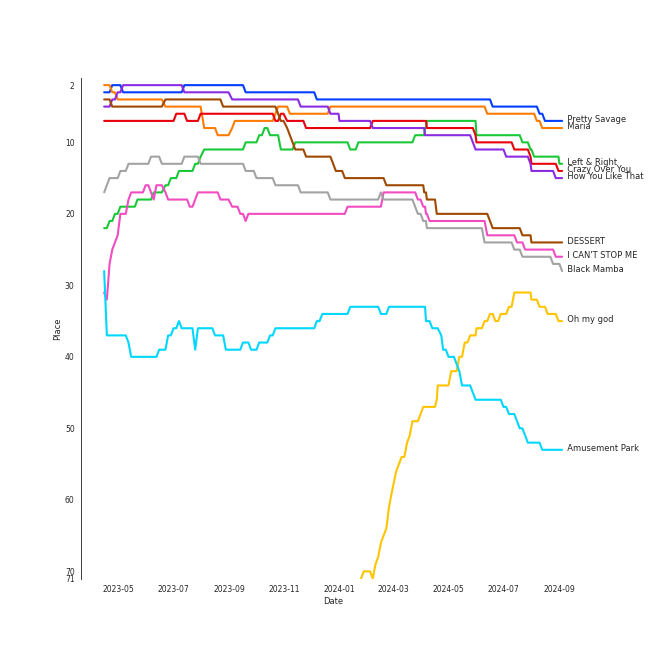 2
10
20
30
40
50
60
70
71
Place
2023-05
2023-07
2023-09
2023-11
2024-01
2024-03
2024-05
2024-07
2024-09
Date
Pretty Savage
Maria
Left & Right
Crazy Over You
How You Like That
DESSERT
I CAN'T STOP ME
Black Mamba
Oh my god
Amusement Park